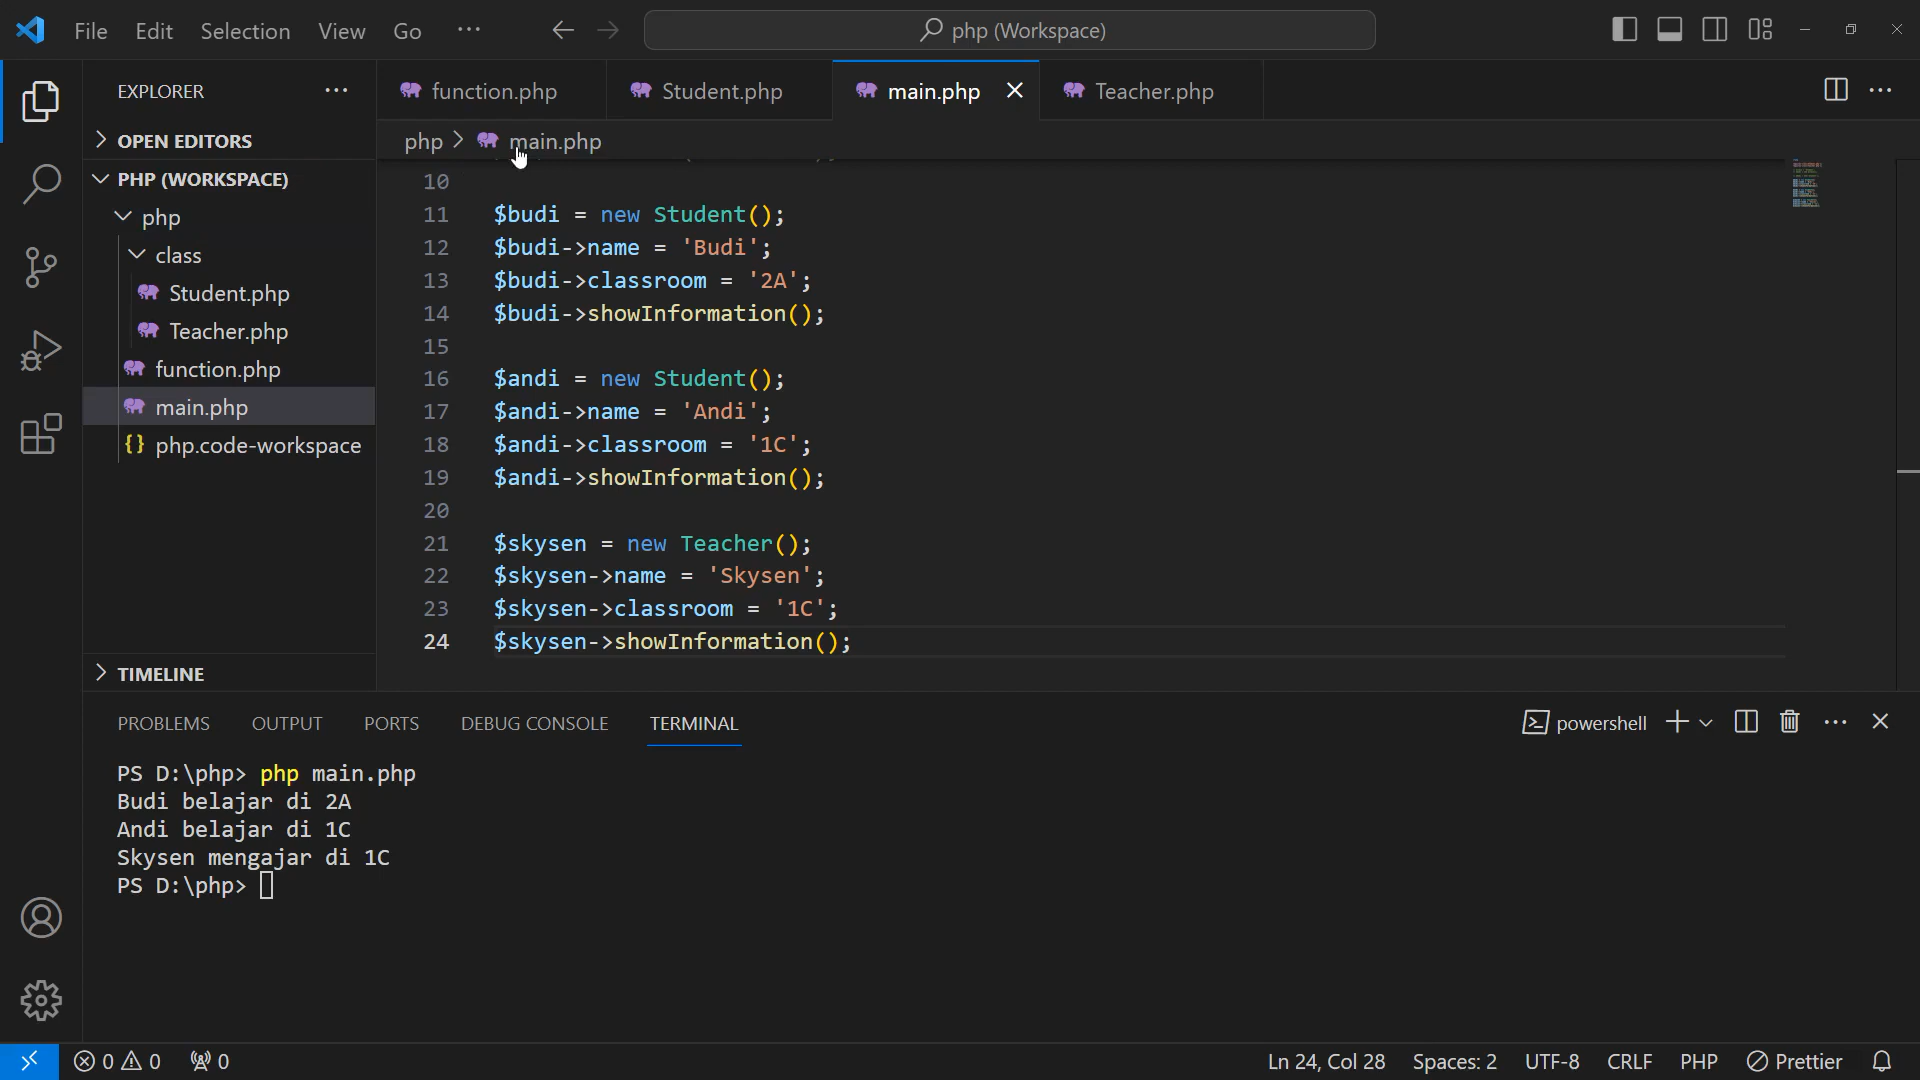 File Edit Selection View Go ··· php (Workspace)
EXPLORER ···
function.php Student.php main.php Teacher.php ···
OPEN EDITORS
php > main.php
PHP (WORKSPACE)
php
class
Student.php
Teacher.php
function.php
main.php
{} php.code-workspace
TIMELINE
10
11 $budi = new Student();
12 $budi->name = 'Budi';
13 $budi->classroom = '2A';
14 $budi->showInformation();
15
16 $andi = new Student();
17 $andi->name = 'Andi';
18 $andi->classroom = '1C';
19 $andi->showInformation();
20
21 $skysen = new Teacher();
22 $skysen->name = 'Skysen';
23 $skysen->classroom = '1C';
24 $skysen->showInformation();
PROBLEMS OUTPUT PORTS DEBUG CONSOLE TERMINAL powershell ···
PS D:\php> php main.php
Budi belajar di 2A
Andi belajar di 1C
Skysen mengajar di 1C
PS D:\php>
0 0 0 Ln 24, Col 28 Spaces: 2 UTF-8 CRLF PHP Prettier